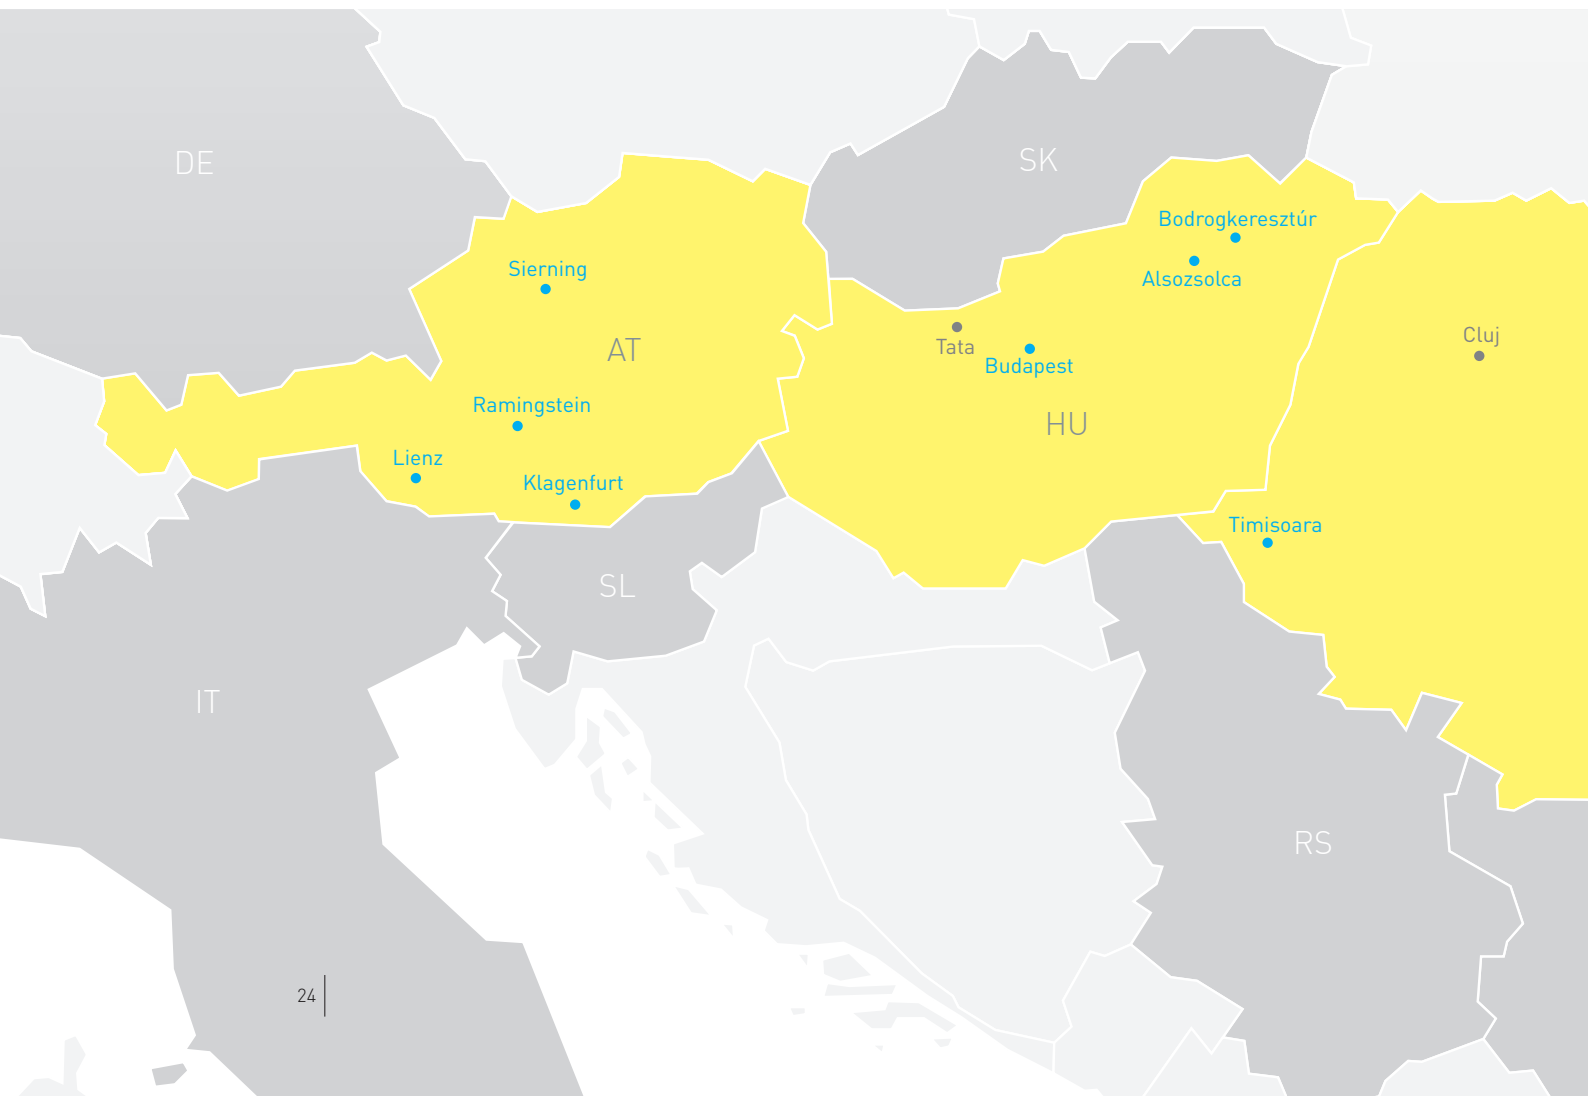 DE
SK
Bodrogkeresztúr
Sierning
Alsozsolca
AT
Tata
Cluj
Budapest
Ramingstein
HU
Lienz
Klagenfurt
Timisoara
SL
IT
RS
24